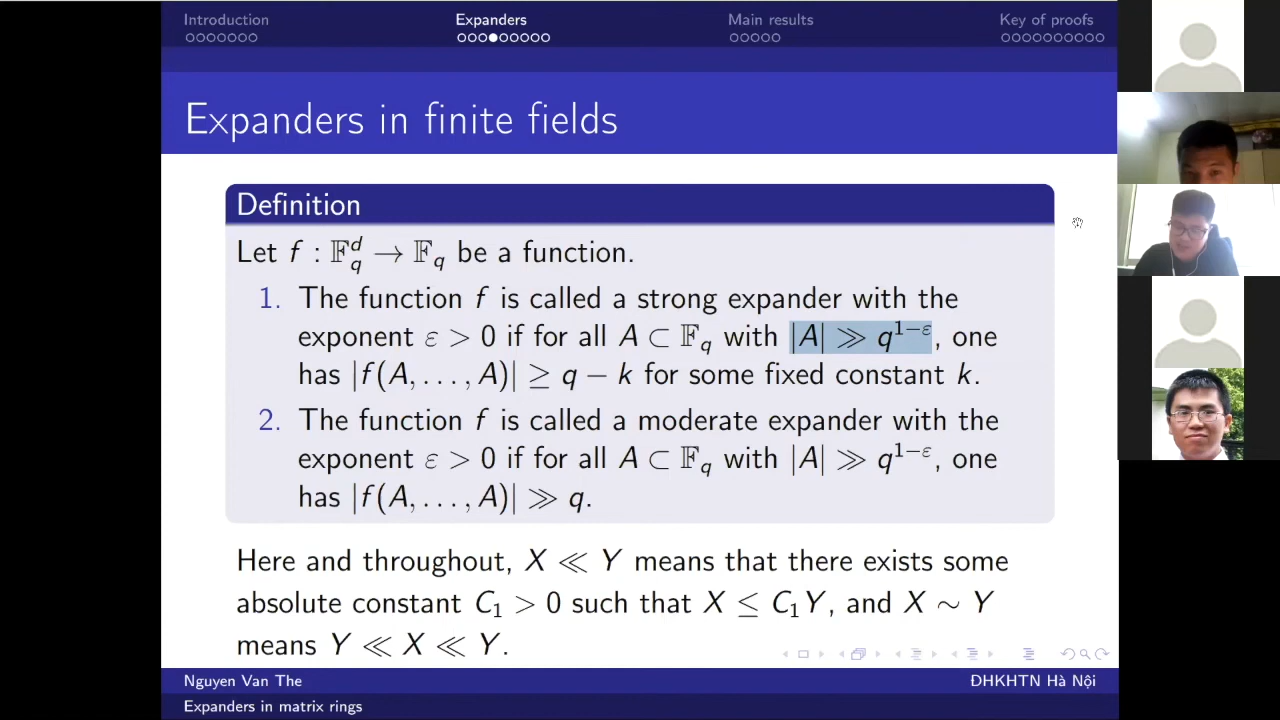 Introduction Expanders Main results Key of proofs
Expanders in finite fields
Definition
Let f : 𝔽_q^d → 𝔽_q be a function.
1. The function f is called a strong expander with the
exponent ε > 0 if for all A ⊂ 𝔽_q with |A| ≫ q^{1−ε}, one
has |f(A, . . . , A)| ≥ q − k for some fixed constant k.
2. The function f is called a moderate expander with the
exponent ε > 0 if for all A ⊂ 𝔽_q with |A| ≫ q^{1−ε}, one
has |f(A, . . . , A)| ≫ q.
Here and throughout, X ≪ Y means that there exists some
absolute constant C_1 > 0 such that X ≤ C_1Y, and X ∼ Y
means Y ≪ X ≪ Y.
Nguyen Van The ĐHKHTN Hà Nội
Expanders in matrix rings